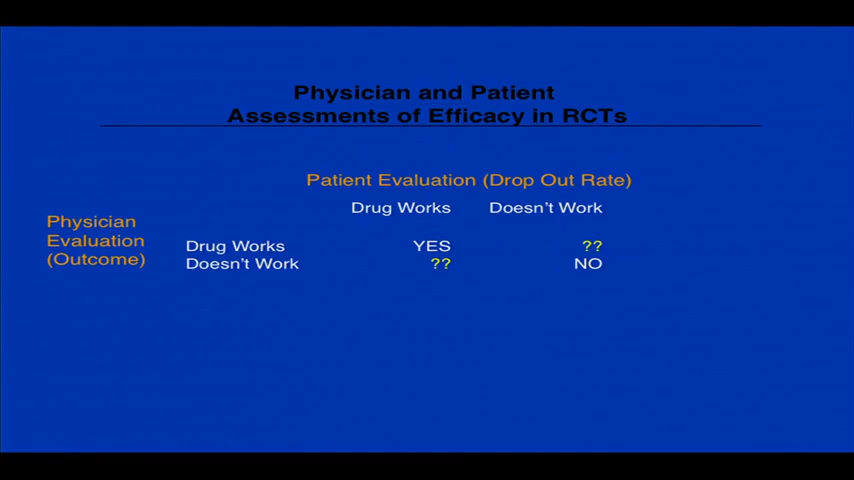 Physician and Patient
Assessments of Efficacy in RCTs
Patient Evaluation (Drop Out Rate)
Drug Works Doesn't Work
Physician
Evaluation
(Outcome)
Drug Works YES ??
Doesn't Work ?? NO